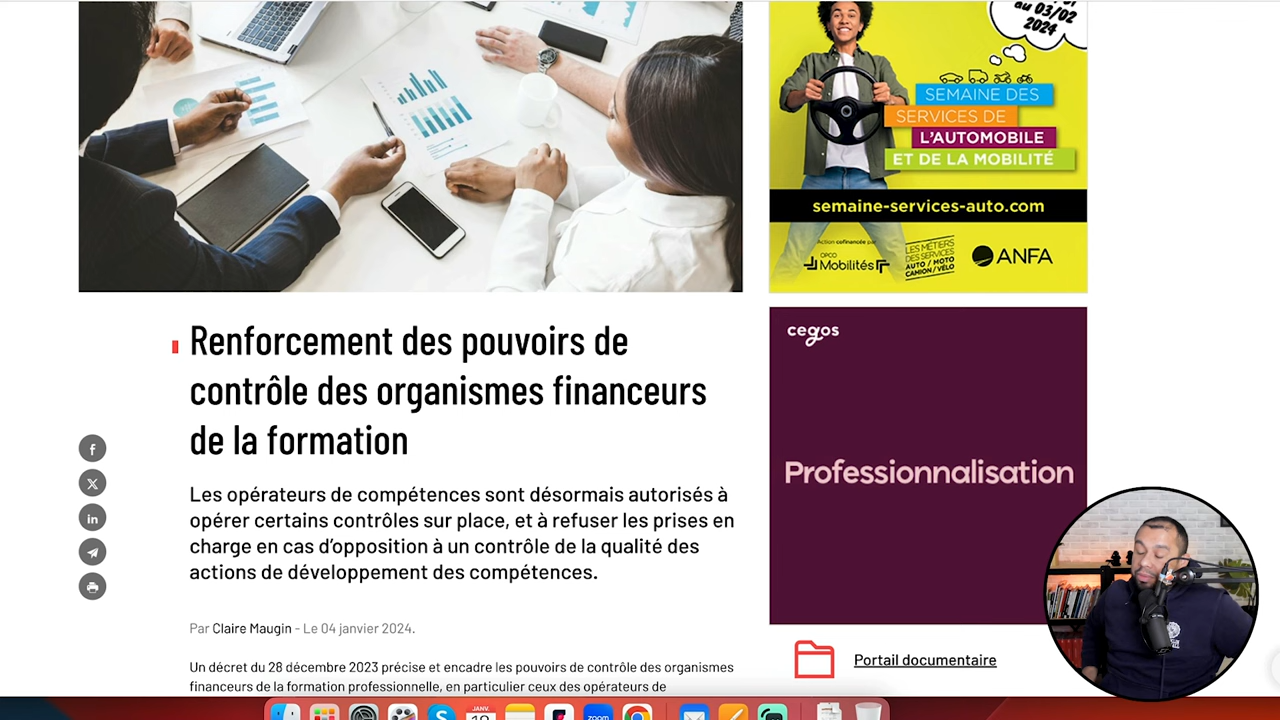 au 03/02
2024
SEMAINE DES
SERVICES DE
L'AUTOMOBILE
ET DE LA MOBILITÉ
semaine-services-auto.com
Action cofinancée par
OPCO
Mobilités
LES MÉTIERS
DES SERVICES
AUTO / MOTO
CAMION / VÉLO
ANFA
Renforcement des pouvoirs de
contrôle des organismes financeurs
de la formation
Les opérateurs de compétences sont désormais autorisés à
opérer certains contrôles sur place, et à refuser les prises en
charge en cas d'opposition à un contrôle de la qualité des
actions de développement des compétences.
Par Claire Maugin - Le 04 janvier 2024.
Un décret du 28 décembre 2023 précise et encadre les pouvoirs de contrôle des organismes
financeurs de la formation professionnelle, en particulier ceux des opérateurs de
cegos
Professionnalisation
Portail documentaire
JANV.
zoom